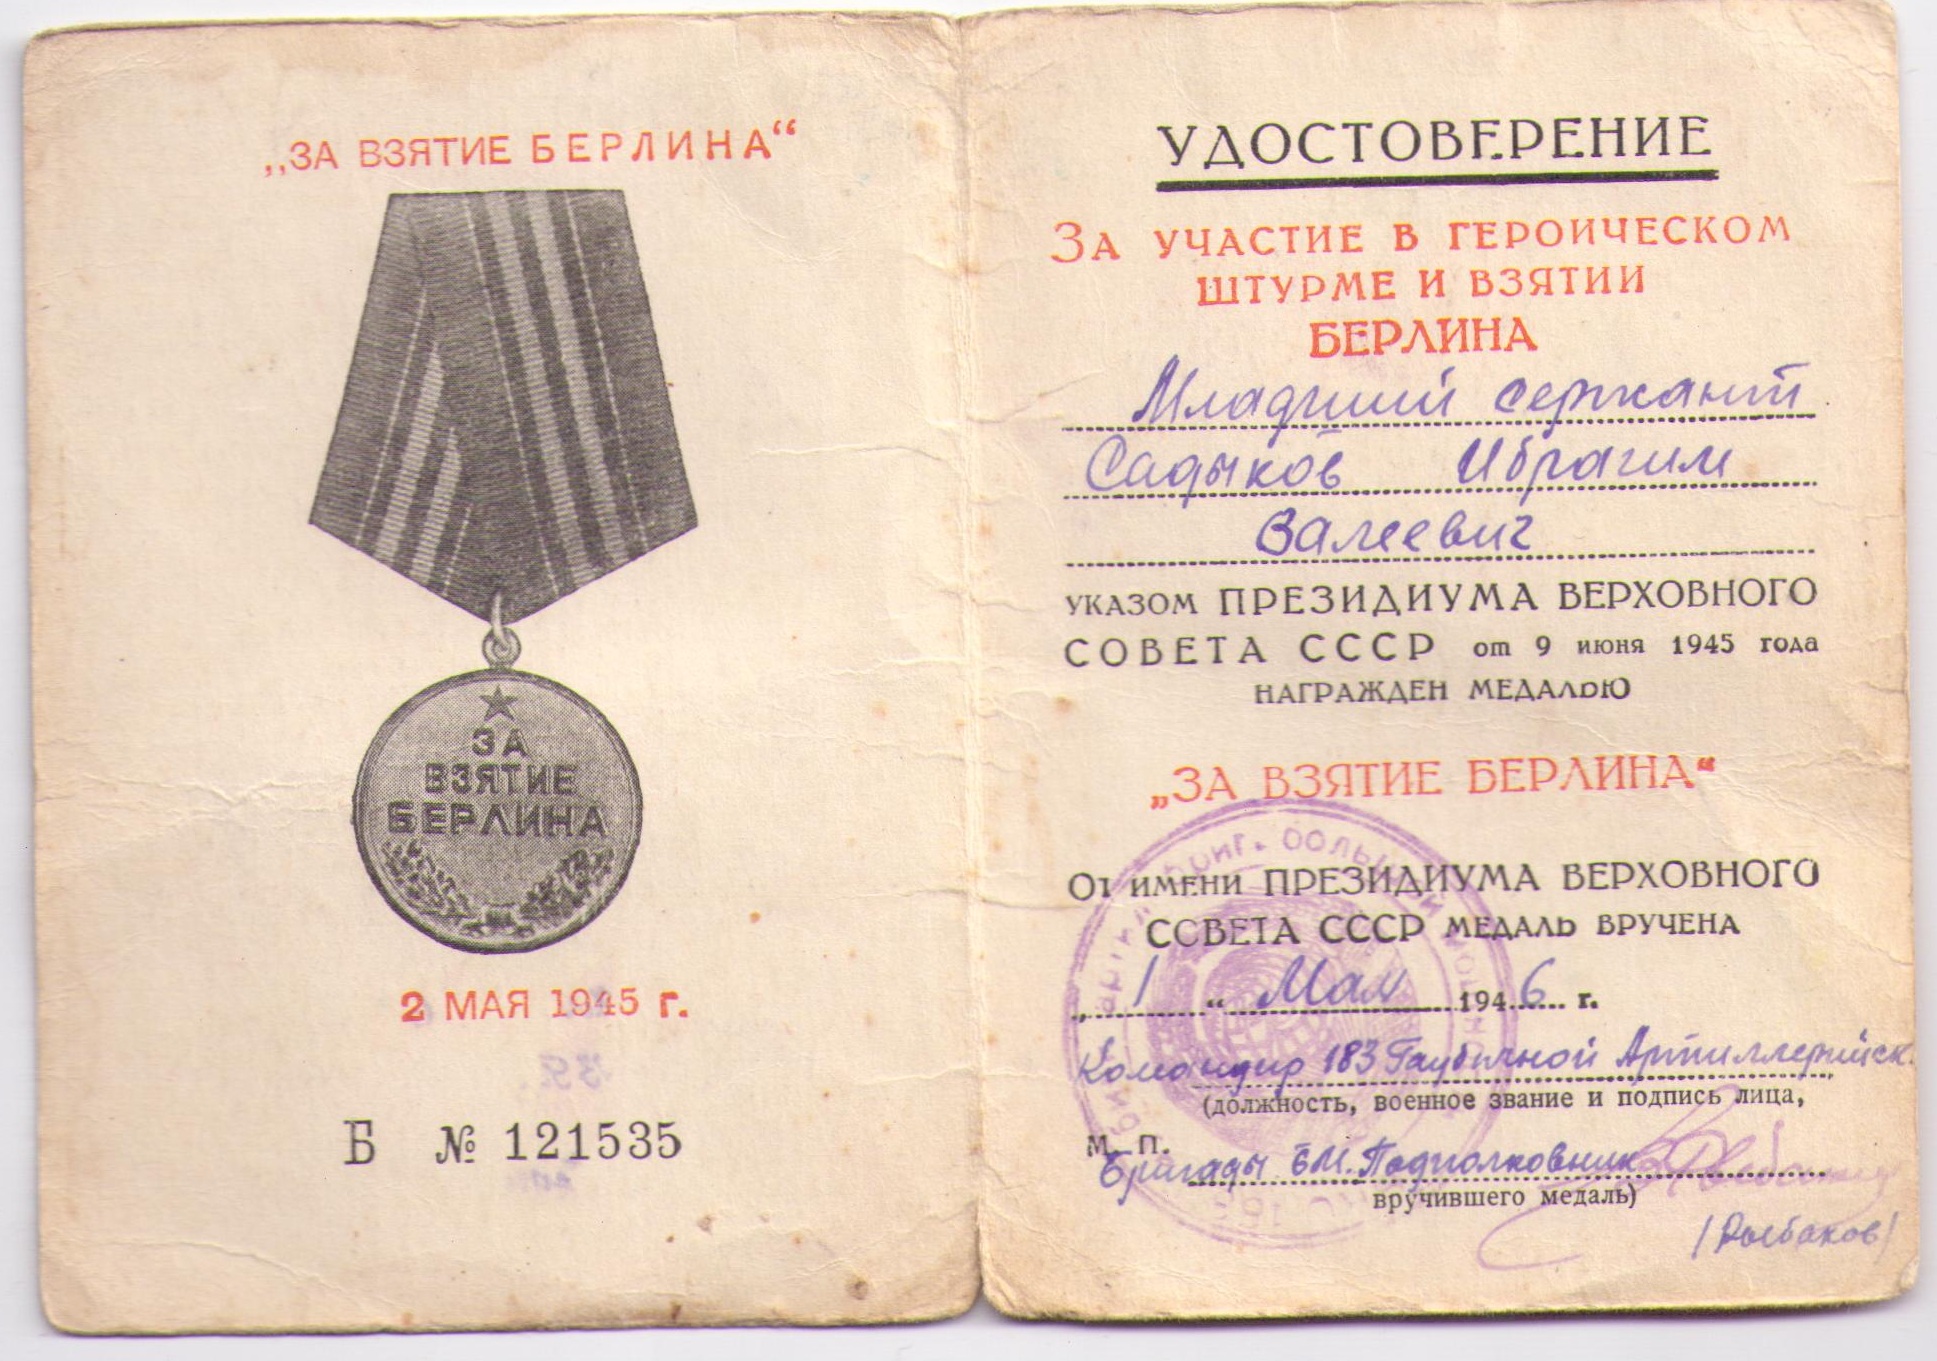 „ЗА ВЗЯТИЕ БЕРЛИНА“
ЗА
ВЗЯТИЕ
БЕРЛИНА
2 МАЯ 1945 г.
Б № 121535
УДОСТОВЕРЕНИЕ
ЗА УЧАСТИЕ В ГЕРОИЧЕСКОМ
ШТУРМЕ И ВЗЯТИИ
БЕРЛИНА
Младший сержант
Садыков Ибрагим
Валеевич
УКАЗОМ ПРЕЗИДИУМА ВЕРХОВНОГО
СОВЕТА СССР от 9 июня 1945 года
НАГРАЖДЕН МЕДАЛЬЮ
„ЗА ВЗЯТИЕ БЕРЛИНА“
От имени ПРЕЗИДИУМА ВЕРХОВНОГО
СОВЕТА СССР МЕДАЛЬ ВРУЧЕНА
„ 1 “ Мая 1946 г.
Командир 183 Гаубичной Артиллерийск.
(должность, военное звание и подпись лица,
М. П.
Бригады БМ. Подполковник
вручившего медаль)
/Рыбаков/